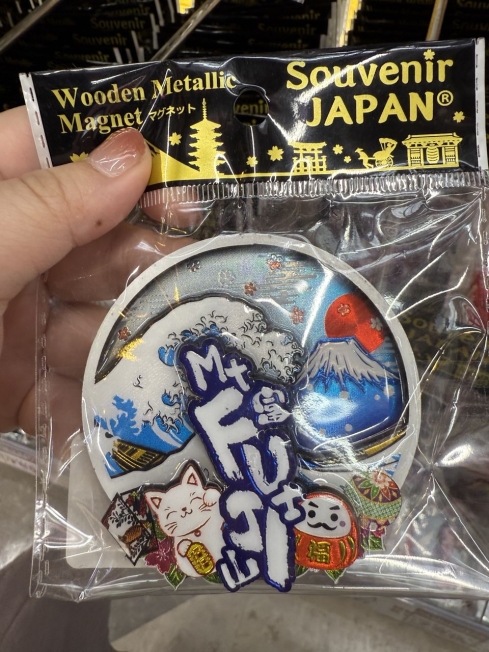 Wooden Metallic
Magnet マグネット
Souvenir
JAPAN®
Mt
FUJI